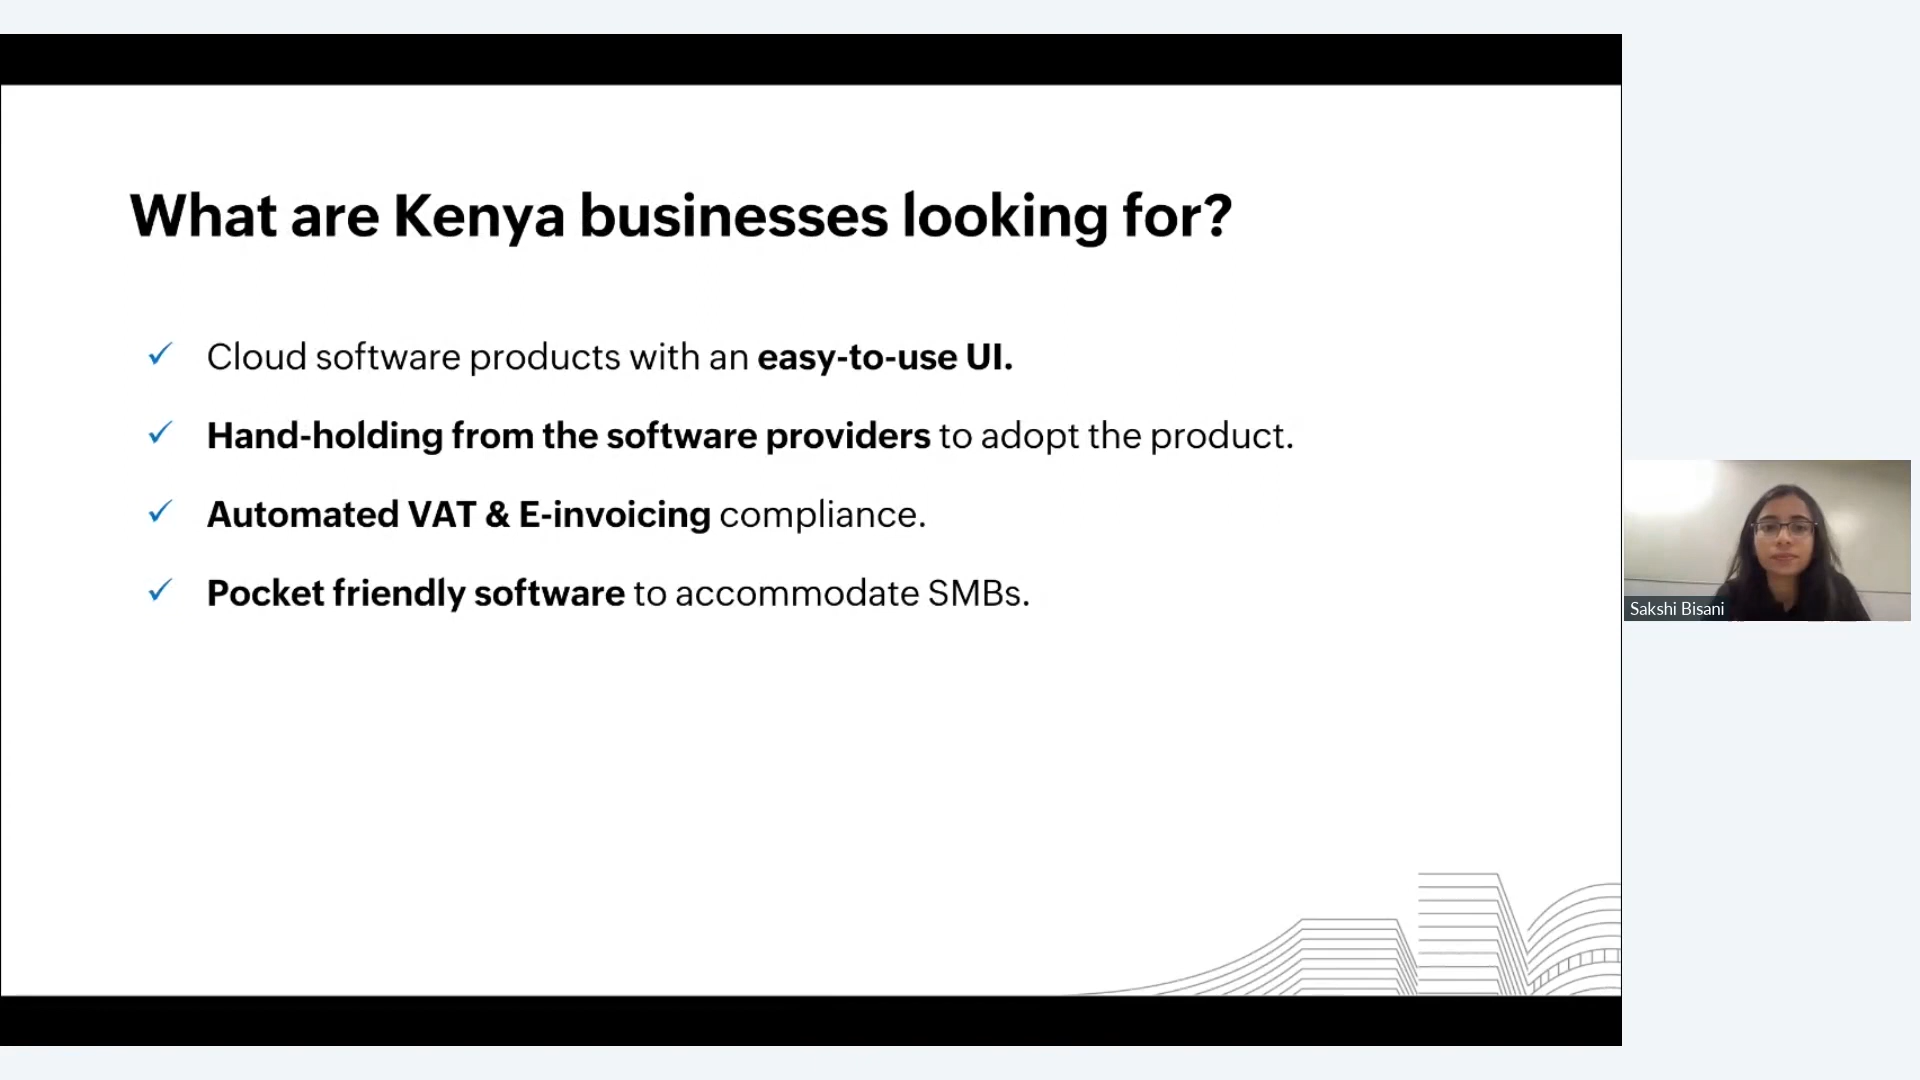 What are Kenya businesses looking for?
✓ Cloud software products with an easy-to-use UI.
✓ Hand-holding from the software providers to adopt the product.
✓ Automated VAT & E-invoicing compliance.
✓ Pocket friendly software to accommodate SMBs.
Sakshi Bisani